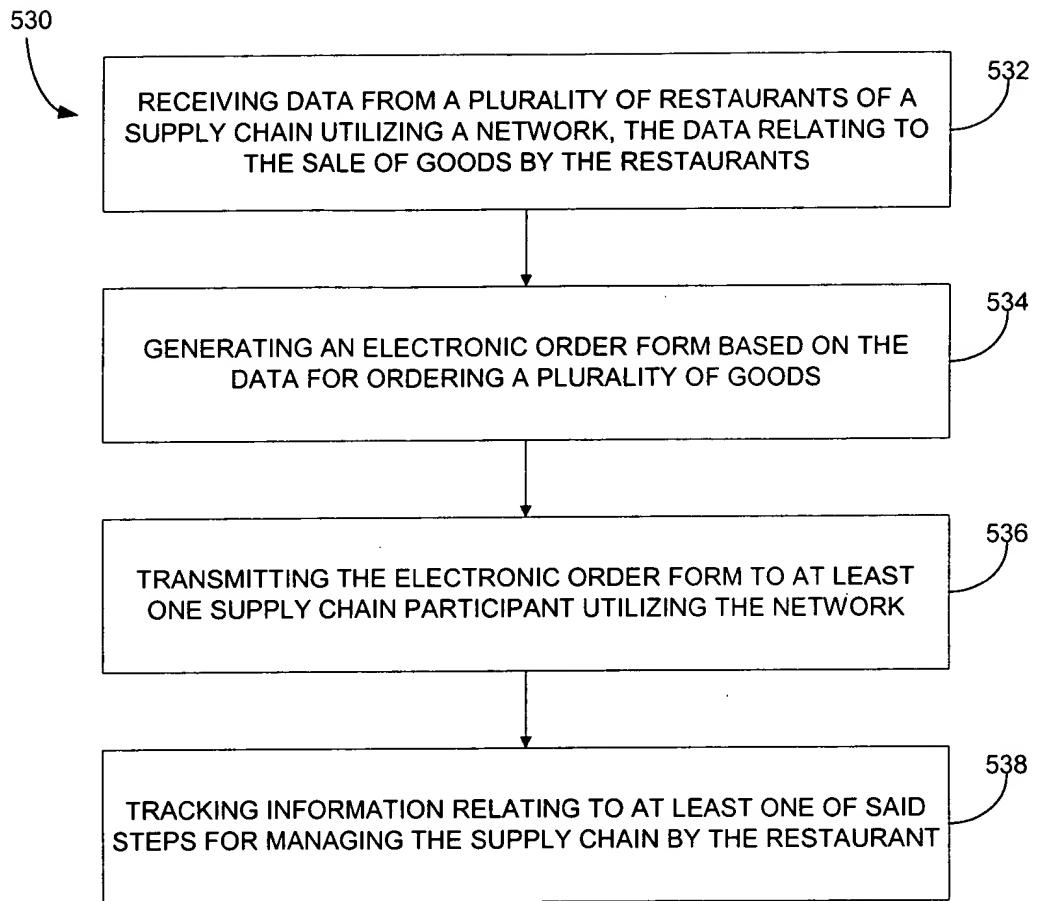 530
532
RECEIVING DATA FROM A PLURALITY OF RESTAURANTS OF A
SUPPLY CHAIN UTILIZING A NETWORK, THE DATA RELATING TO
THE SALE OF GOODS BY THE RESTAURANTS
534
GENERATING AN ELECTRONIC ORDER FORM BASED ON THE
DATA FOR ORDERING A PLURALITY OF GOODS
536
TRANSMITTING THE ELECTRONIC ORDER FORM TO AT LEAST
ONE SUPPLY CHAIN PARTICIPANT UTILIZING THE NETWORK
538
TRACKING INFORMATION RELATING TO AT LEAST ONE OF SAID
STEPS FOR MANAGING THE SUPPLY CHAIN BY THE RESTAURANT